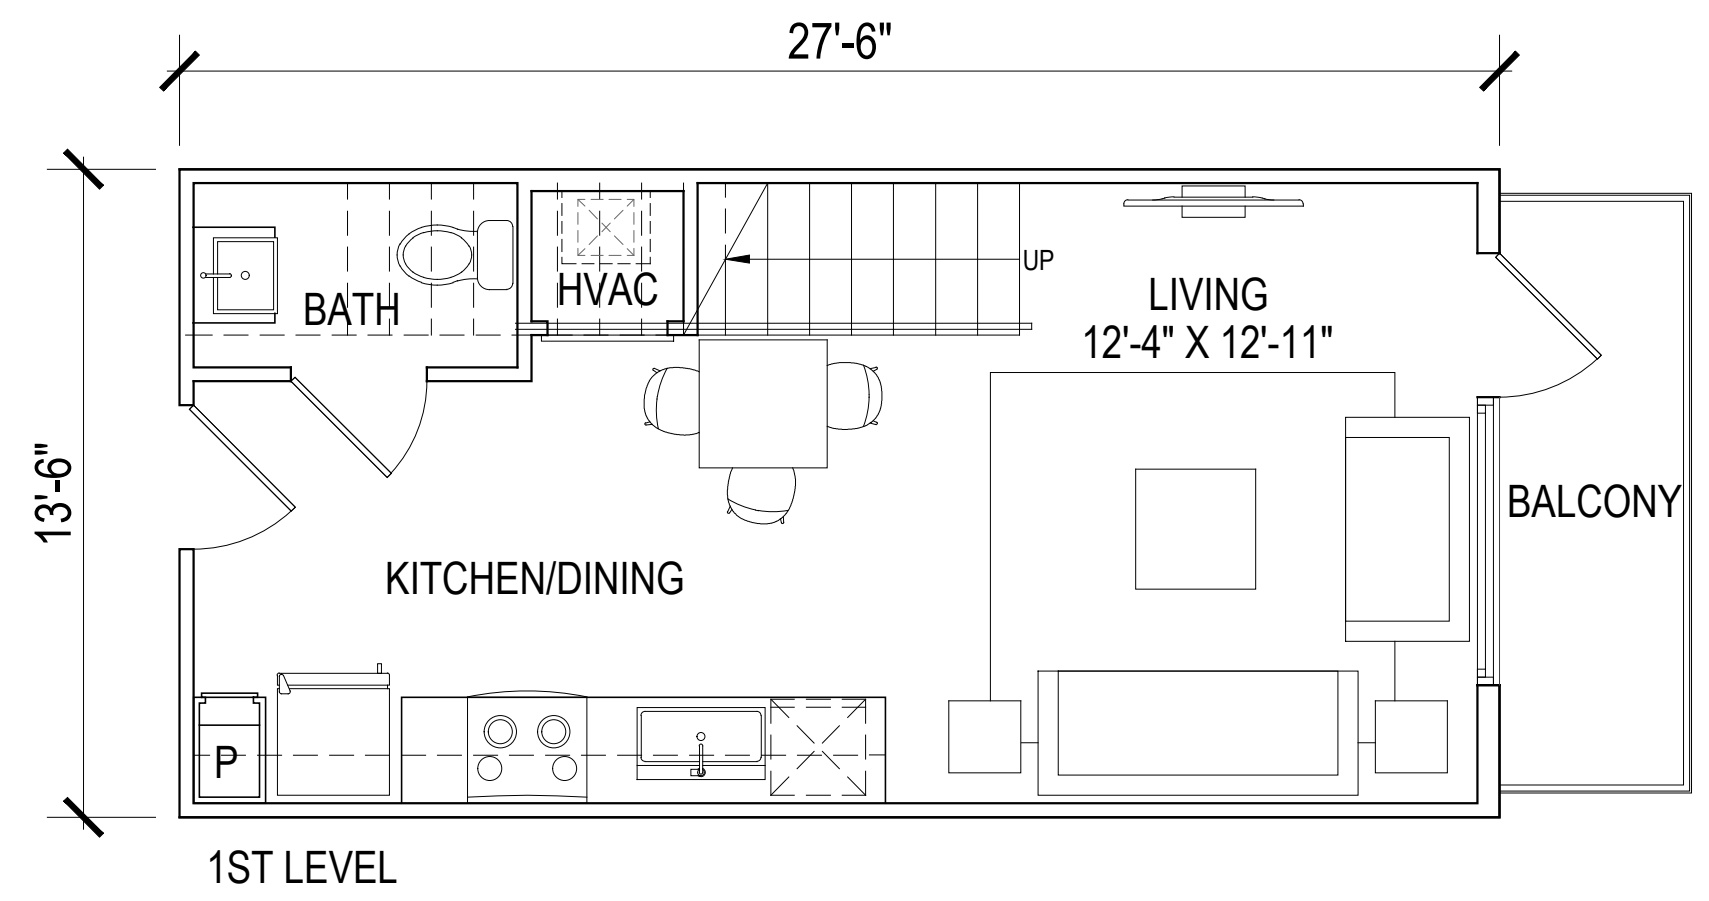 27'-6"
13'-6"
BATH
HVAC
UP
LIVING
12'-4" X 12'-11"
BALCONY
KITCHEN/DINING
P
1ST LEVEL